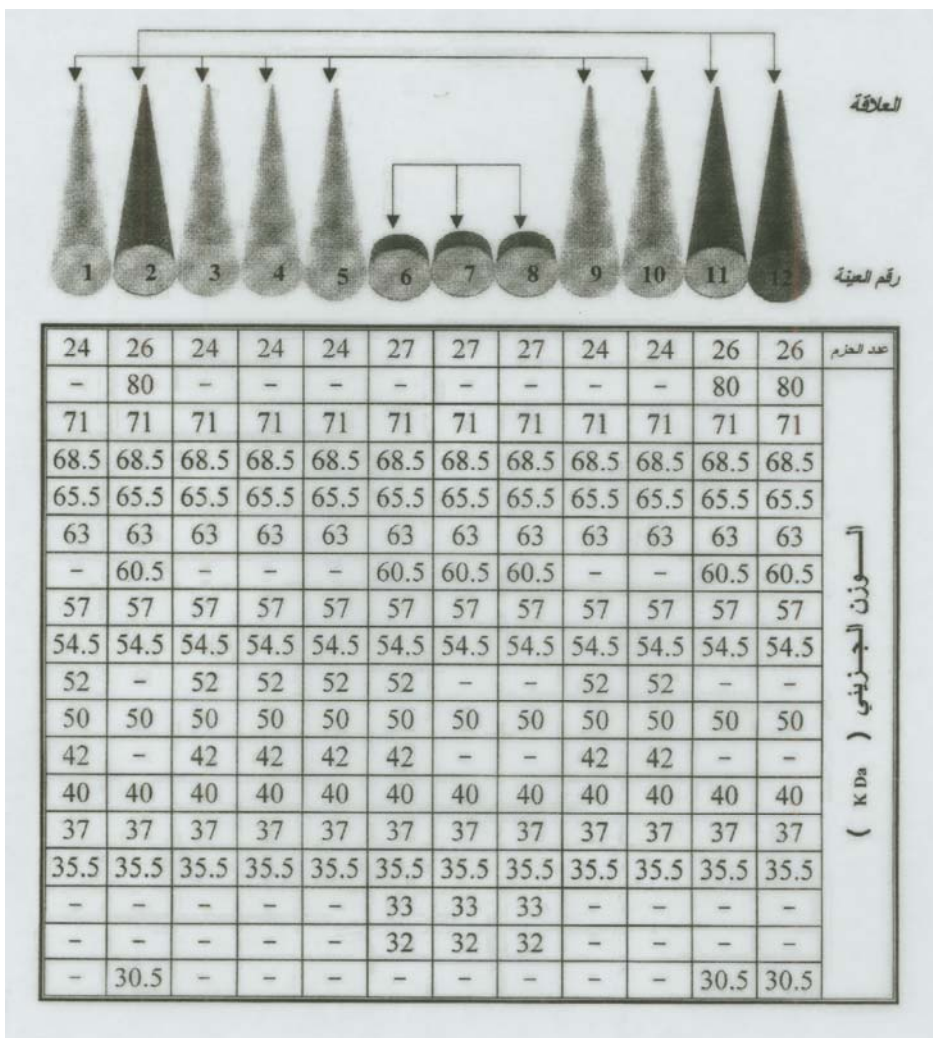 العلاقة
1 2 3 4 5 6 7 8 9 10 11 12 رقم العينة
24 26 24 24 24 27 27 27 24 24 26 26 عدد الحزم
– 80 – – – – – – – – 80 80
71 71 71 71 71 71 71 71 71 71 71 71
68.5 68.5 68.5 68.5 68.5 68.5 68.5 68.5 68.5 68.5 68.5 68.5
65.5 65.5 65.5 65.5 65.5 65.5 65.5 65.5 65.5 65.5 65.5 65.5
63 63 63 63 63 63 63 63 63 63 63 63
– 60.5 – – – 60.5 60.5 60.5 – – 60.5 60.5
57 57 57 57 57 57 57 57 57 57 57 57
54.5 54.5 54.5 54.5 54.5 54.5 54.5 54.5 54.5 54.5 54.5 54.5
52 – 52 52 52 52 – – 52 52 – –
50 50 50 50 50 50 50 50 50 50 50 50
42 – 42 42 42 42 – – 42 42 – –
40 40 40 40 40 40 40 40 40 40 40 40
37 37 37 37 37 37 37 37 37 37 37 37
35.5 35.5 35.5 35.5 35.5 35.5 35.5 35.5 35.5 35.5 35.5 35.5
– – – – – 33 33 33 – – – –
– – – – – 32 32 32 – – – –
– 30.5 – – – – – – – – 30.5 30.5
الــــوزن الجــزيئي ( K Da )